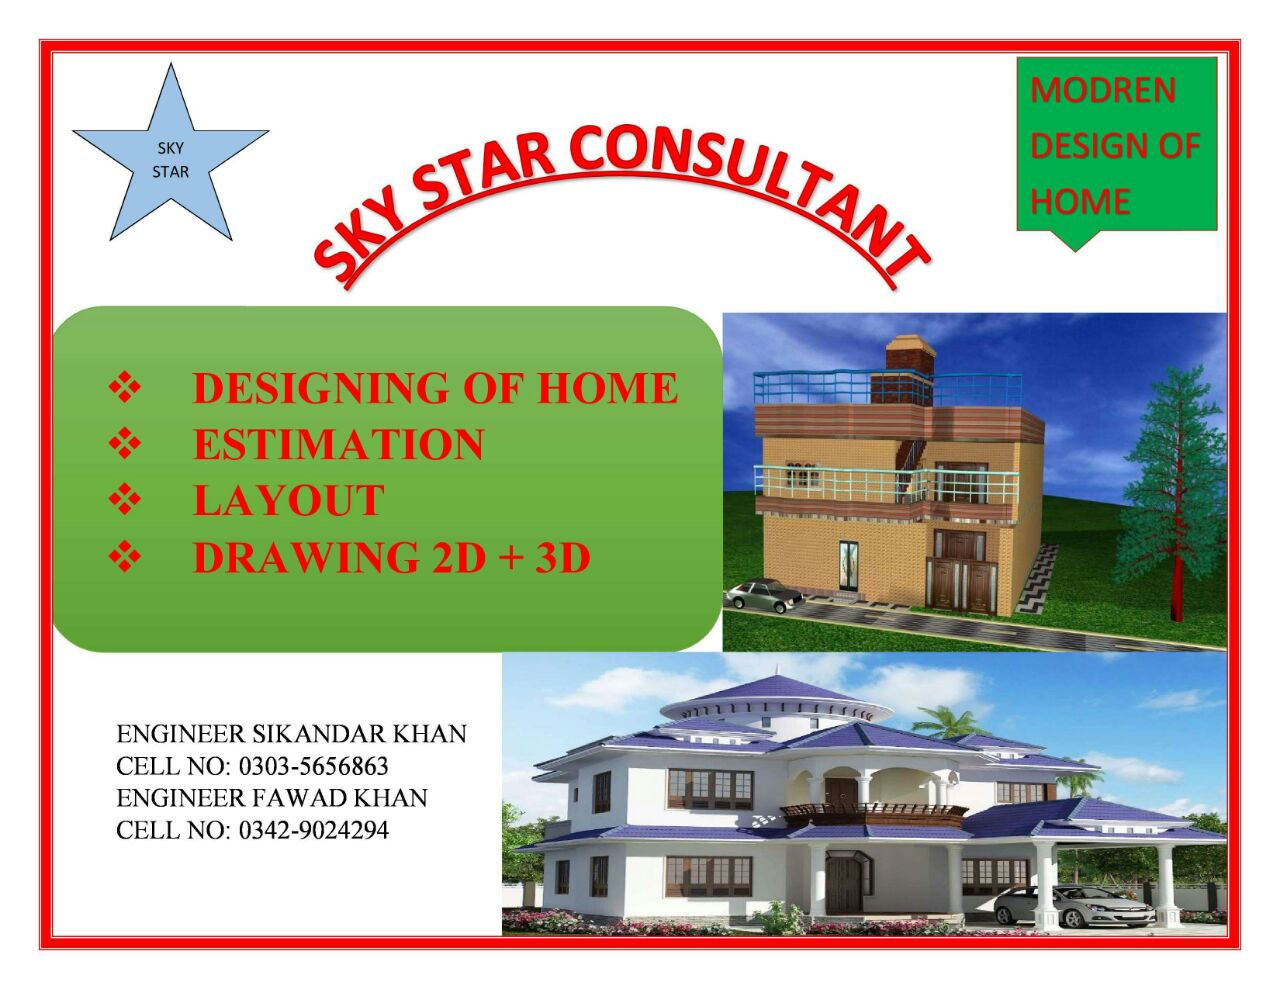 SKY
STAR
SKY STAR CONSULTANT
MODREN
DESIGN OF
HOME
❖ DESIGNING OF HOME
❖ ESTIMATION
❖ LAYOUT
❖ DRAWING 2D + 3D
ENGINEER SIKANDAR KHAN
CELL NO: 0303-5656863
ENGINEER FAWAD KHAN
CELL NO: 0342-9024294